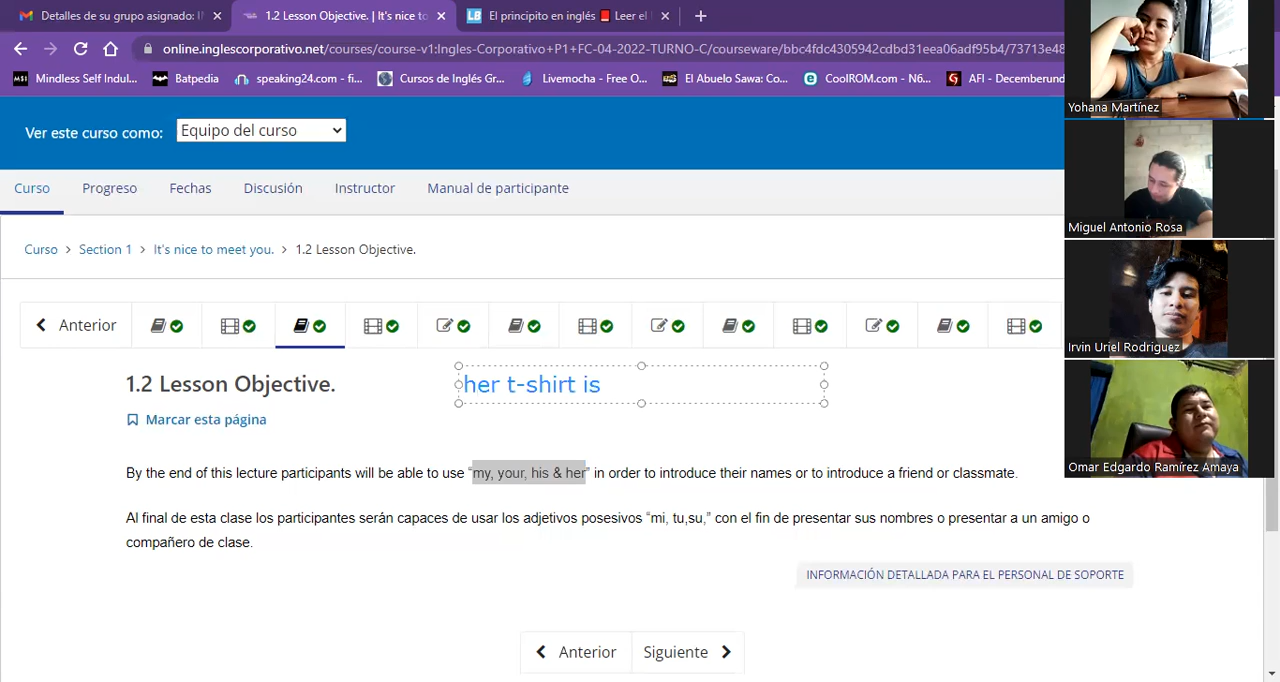 Detalles de su grupo asignado: I
1.2 Lesson Objective. | It's nice to
LB El principito en inglés Leer el l
online.inglescorporativo.net/courses/course-v1:Ingles-Corporativo+P1+FC-04-2022-TURNO-C/courseware/bbc4fdc4305942cdbd31eea06adf95b4/73713e48
Mindless Self Indul...
Batpedia
speaking24.com - fi...
Cursos de Inglés Gr...
Livemocha - Free O...
El Abuelo Sawa: Co...
CoolROM.com - N6...
AFI - Decemberund
Ver este curso como: Equipo del curso
Curso Progreso Fechas Discusión Instructor Manual de participante
Curso > Section 1 > It's nice to meet you. > 1.2 Lesson Objective.
Anterior
1.2 Lesson Objective.
her t-shirt is
Marcar esta página
By the end of this lecture participants will be able to use “my, your, his & her” in order to introduce their names or to introduce a friend or classmate.
Al final de esta clase los participantes serán capaces de usar los adjetivos posesivos “mi, tu,su,” con el fin de presentar sus nombres o presentar a un amigo o
compañero de clase.
INFORMACIÓN DETALLADA PARA EL PERSONAL DE SOPORTE
Anterior Siguiente
Yohana Martínez
Miguel Antonio Rosa
Irvin Uriel Rodriguez
Omar Edgardo Ramírez Amaya